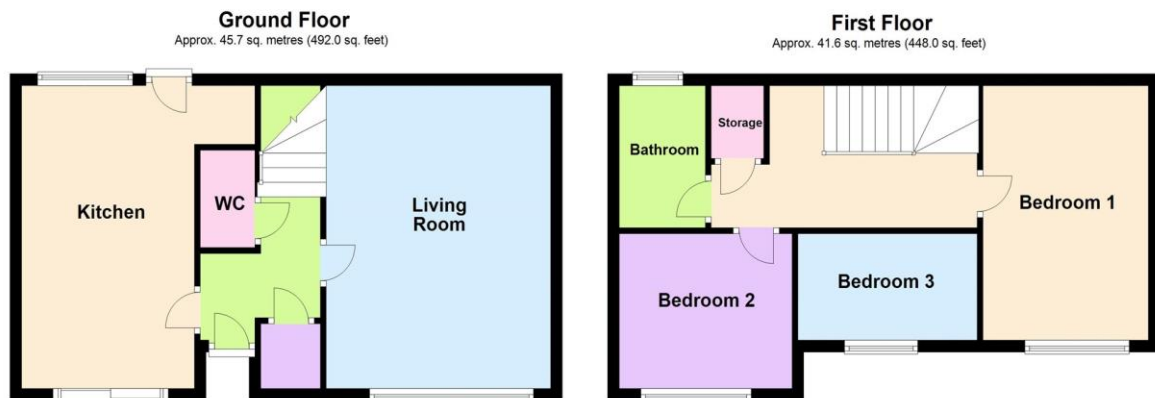 Ground Floor
Approx. 45.7 sq. metres (492.0 sq. feet)
Kitchen
WC
Living
Room
First Floor
Approx. 41.6 sq. metres (448.0 sq. feet)
Storage
Bathroom
Bedroom 1
Bedroom 2
Bedroom 3